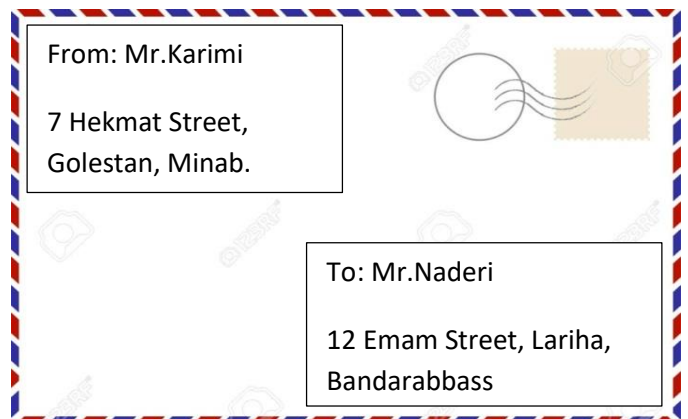 From: Mr.Karimi
7 Hekmat Street,
Golestan, Minab.
To: Mr.Naderi
12 Emam Street, Lariha,
Bandarabbass